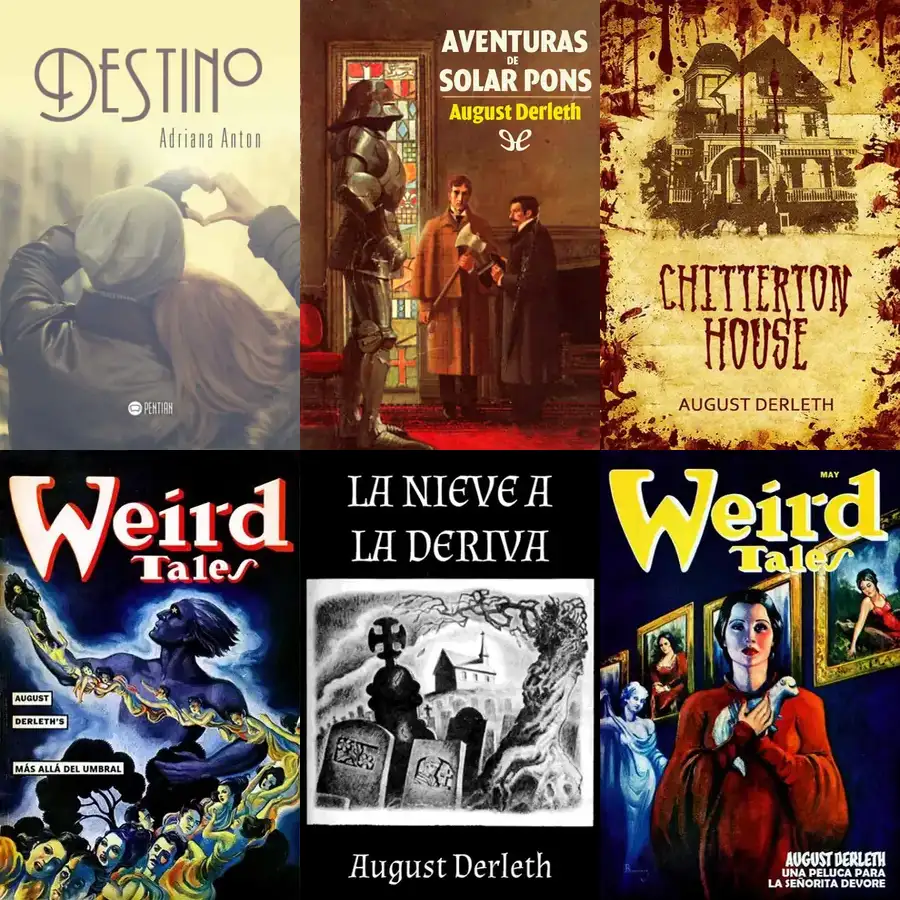 DESTINO
Adriana Anton
PENTIAN
AVENTURAS
DE
SOLAR PONS
August Derleth
CHITTERTON
HOUSE
AUGUST DERLETH
Weird
Tales
AUGUST
DERLETH'S
MÁS ALLÁ DEL UMBRAL
LA NIEVE A
LA DERIVA
August Derleth
MAY
Weird
Tales
AUGUST DERLETH
UNA PELUCA PARA
LA SEÑORITA DEVORE